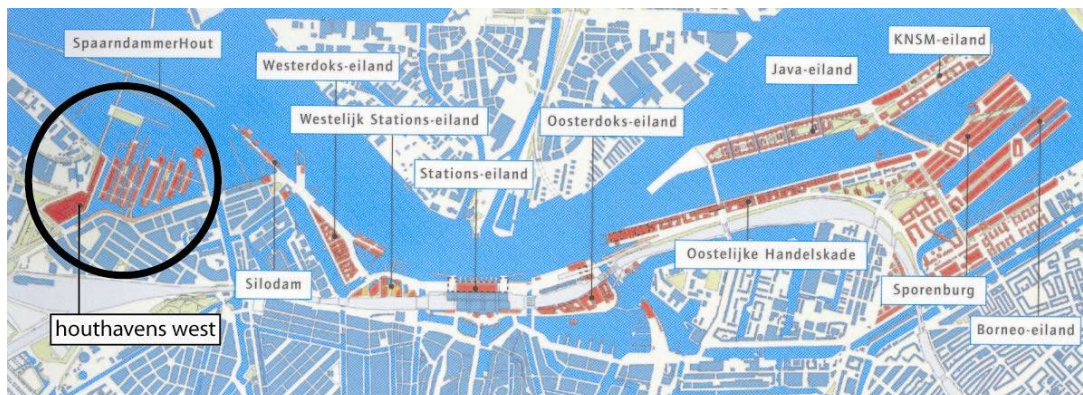 SpaarndammerHout
Westerdoks-eiland
Westelijk Stations-eiland
Stations-eiland
Oosterdoks-eiland
Java-eiland
KNSM-eiland
Silodam
houthavens west
Oostelijke Handelskade
Sporenburg
Borneo-eiland